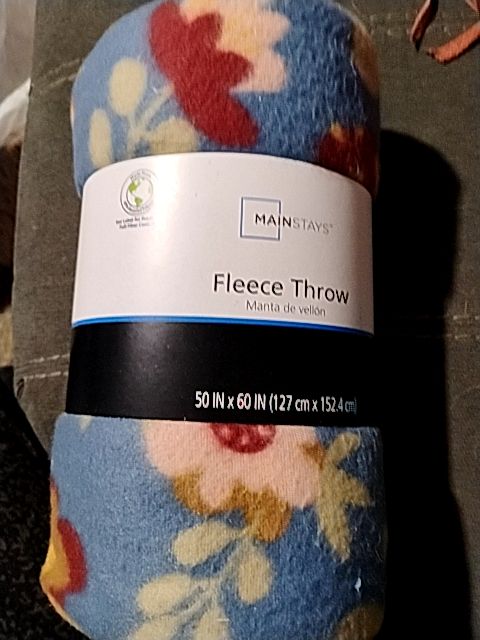 MAINSTAYS
Fleece Throw
Manta de vellón
50 IN x 60 IN (127 cm x 152.4 cm)